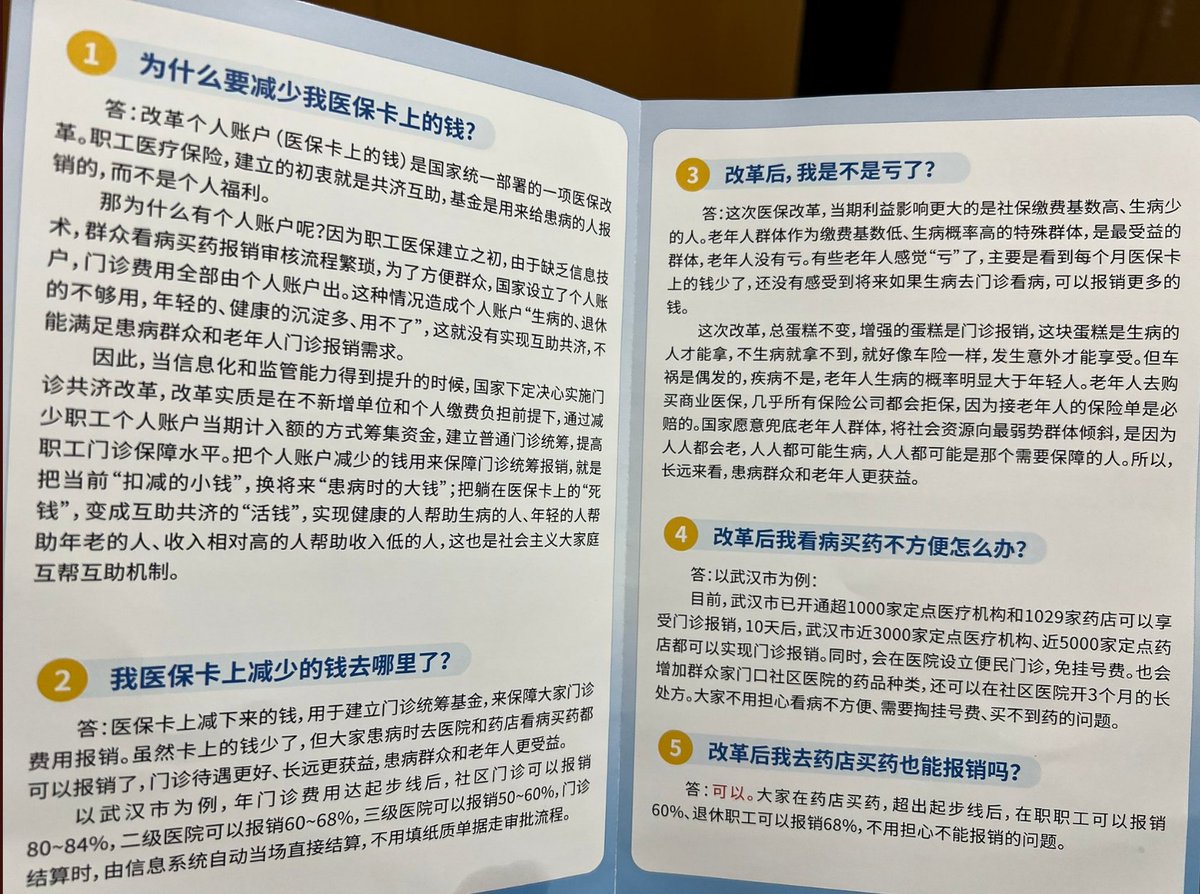 1
为什么要减少我医保卡上的钱?
答:改革个人账户(医保卡上的钱)是国家统一部署的一项医保改
革。职工医疗保险,建立的初衷就是共济互助,基金是用来给患病的人报
销的,而不是个人福利。
那为什么有个人账户呢?因为职工医保建立之初,由于缺乏信息技
术,群众看病买药报销审核流程繁琐,为了方便群众,国家设立了个人账
户,门诊费用全部由个人账户出。这种情况造成个人账户“生病的、退休
的不够用,年轻的、健康的沉淀多、用不了”,这就没有实现互助共济,不
能满足患病群众和老年人门诊报销需求。
因此,当信息化和监管能力得到提升的时候,国家下定决心实施门
诊共济改革,改革实质是在不新增单位和个人缴费负担前提下,通过减
少职工个人账户当期计入额的方式筹集资金,建立普通门诊统筹,提高
职工门诊保障水平。把个人账户减少的钱用来保障门诊统筹报销,就是
把当前“扣减的小钱”,换将来“患病时的大钱”;把躺在医保卡上的“死
钱”,变成互助共济的“活钱”,实现健康的人帮助生病的人、年轻的人帮
助年老的人、收入相对高的人帮助收入低的人,这也是社会主义大家庭
互帮互助机制。
2
我医保卡上减少的钱去哪里了?
答:医保卡上减下来的钱,用于建立门诊统筹基金,来保障大家门诊
费用报销。虽然卡上的钱少了,但大家患病时去医院和药店看病买药都
可以报销了,门诊待遇更好、长远更获益,患病群众和老年人更受益。
以武汉市为例,年门诊费用达起步线后,社区门诊可以报销
80~84%,二级医院可以报销60~68%,三级医院可以报销50~60%,门诊
结算时,由信息系统自动当场直接结算,不用填纸质单据走审批流程。
3
改革后,我是不是亏了?
答:这次医保改革,当期利益影响更大的是社保缴费基数高、生病少
的人。老年人群体作为缴费基数低、生病概率高的特殊群体,是最受益的
群体,老年人没有亏。有些老年人感觉“亏”了,主要是看到每个月医保卡
上的钱少了,还没有感受到将来如果生病去门诊看病,可以报销更多的
钱。
这次改革,总蛋糕不变,增强的蛋糕是门诊报销,这块蛋糕是生病的
人才能拿,不生病就拿不到,就好像车险一样,发生意外才能享受。但车
祸是偶发的,疾病不是,老年人生病的概率明显大于年轻人。老年人去购
买商业医保,几乎所有保险公司都会拒保,因为接老年人的保险单是必
赔的。国家愿意兜底老年人群体,将社会资源向最弱势群体倾斜,是因为
人人都会老,人人都可能生病,人人都可能是那个需要保障的人。所以,
长远来看,患病群众和老年人更获益。
4
改革后我看病买药不方便怎么办?
答:以武汉市为例:
目前,武汉市已开通超1000家定点医疗机构和1029家药店可以享
受门诊报销,10天后,武汉市近3000家定点医疗机构、近5000家定点药
店都可以实现门诊报销。同时,会在医院设立便民门诊,免挂号费。也会
增加群众家门口社区医院的药品种类,还可以在社区医院开3个月的长
处方。大家不用担心看病不方便、需要掏挂号费、买不到药的问题。
5
改革后我去药店买药也能报销吗?
答:可以。大家在药店买药,超出起步线后,在职职工可以报销
60%、退休职工可以报销68%,不用担心不能报销的问题。